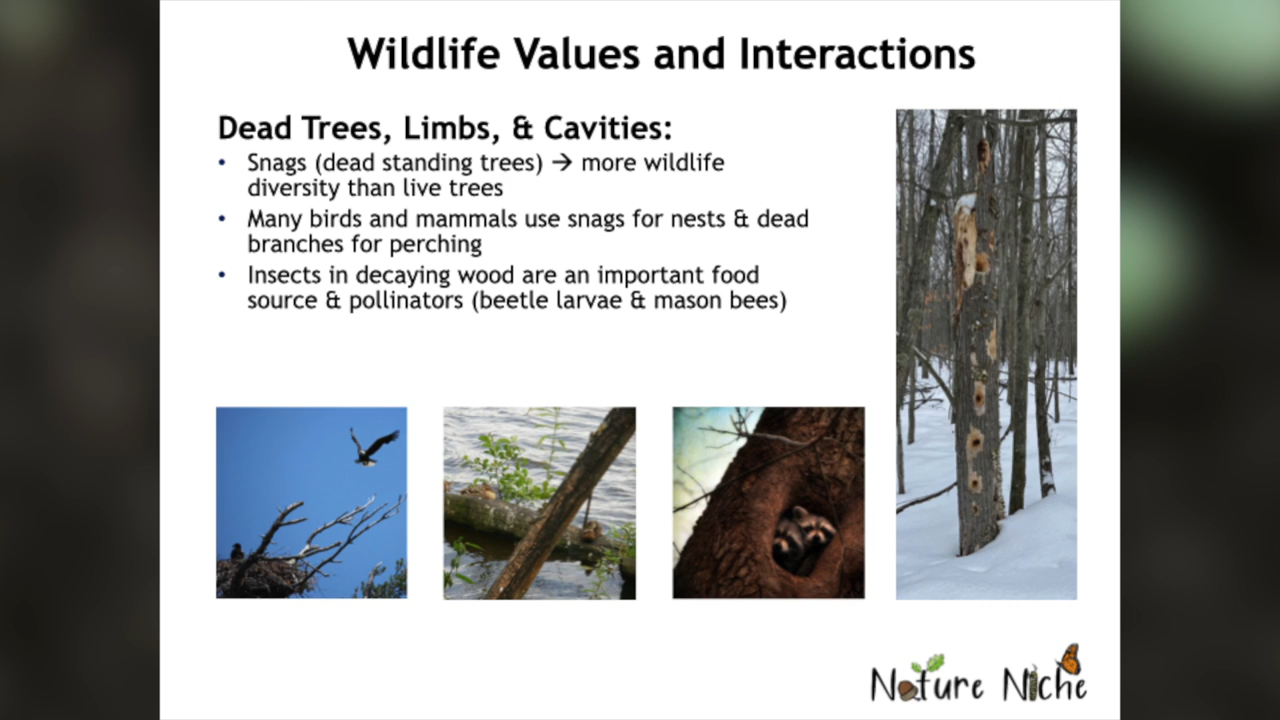 Wildlife Values and Interactions
Dead Trees, Limbs, & Cavities:
• Snags (dead standing trees) → more wildlife
diversity than live trees
• Many birds and mammals use snags for nests & dead
branches for perching
• Insects in decaying wood are an important food
source & pollinators (beetle larvae & mason bees)
Nature Niche